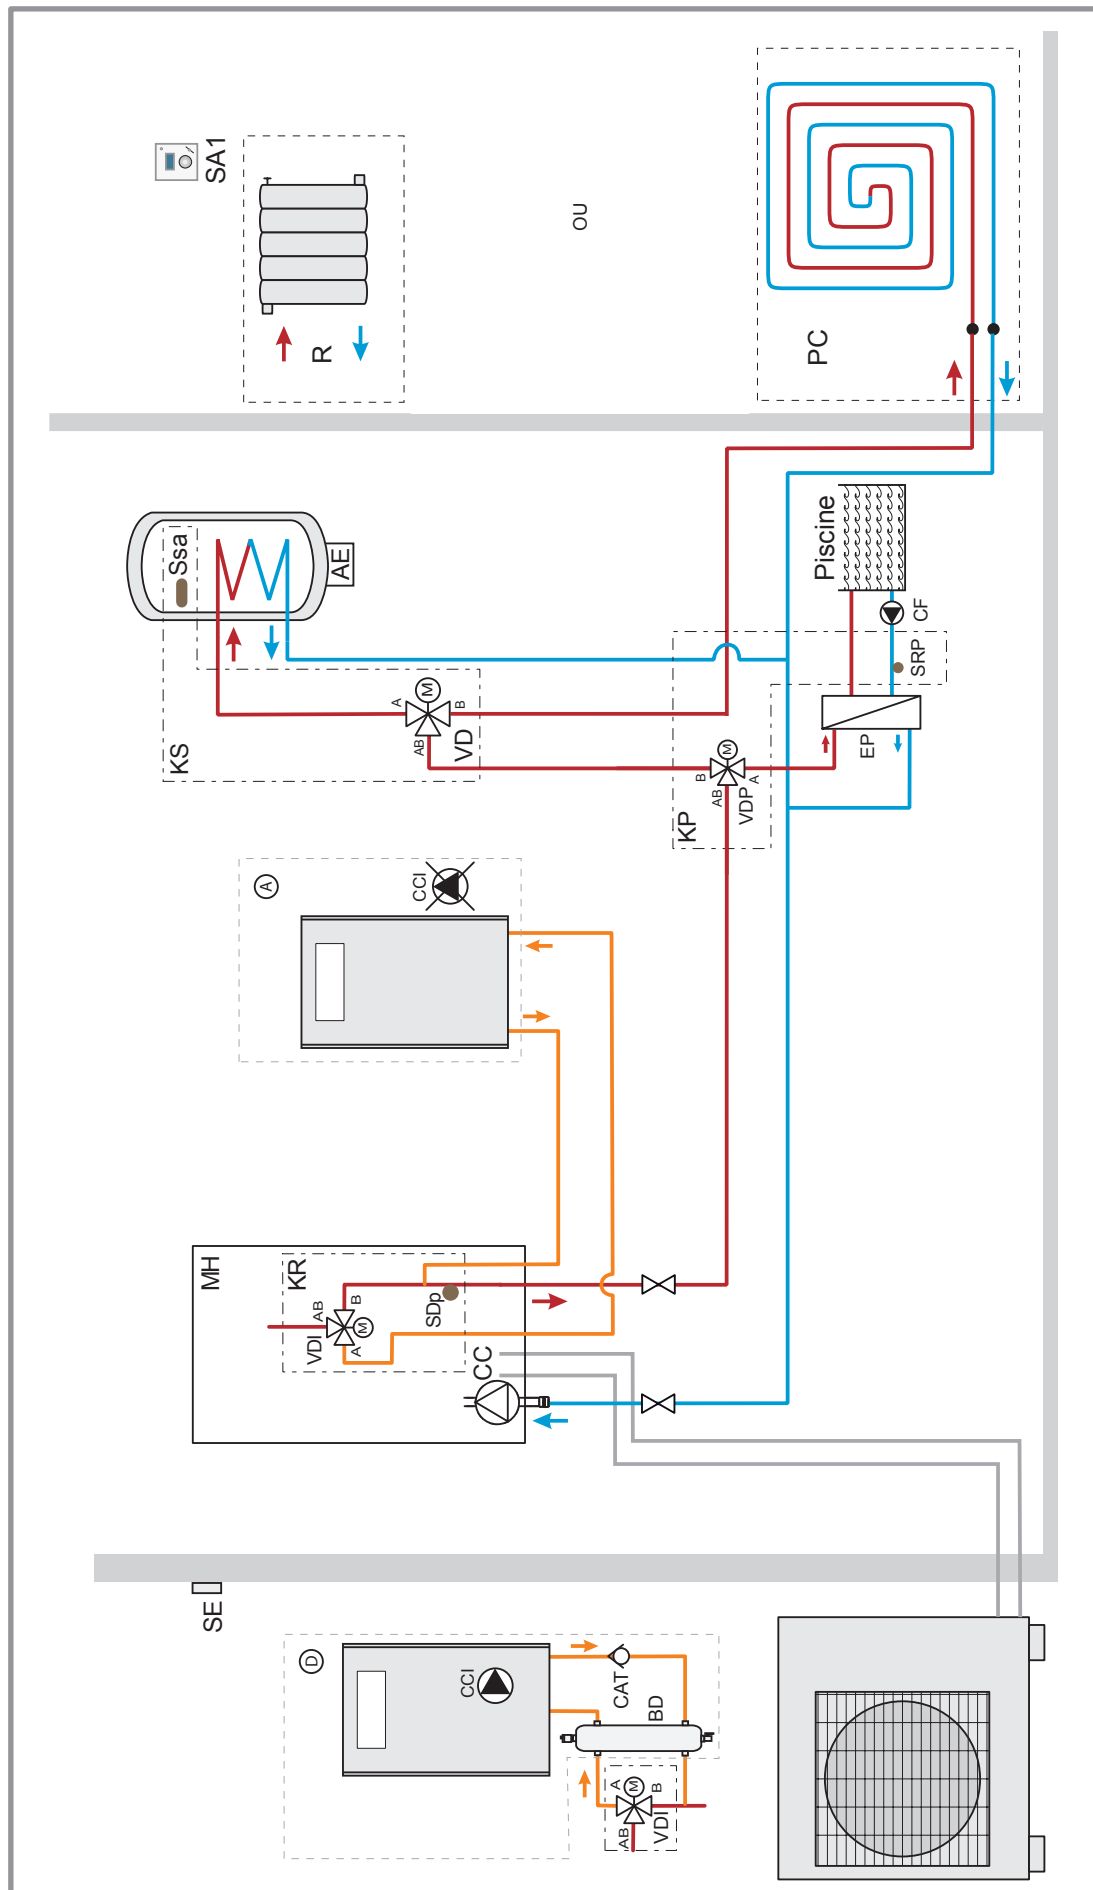 SA1
R
OU
PC
Ssa
AE
KS
A
M
B
AB
VD
Piscine
CF
SRP
EP
KP
B
M
A
AB
VDP
A
CCI
MH
KR
AB
B
VDI
M
A
SDp
CC
SE
D
CCI
CAT
BD
A
M
B
AB
VDI